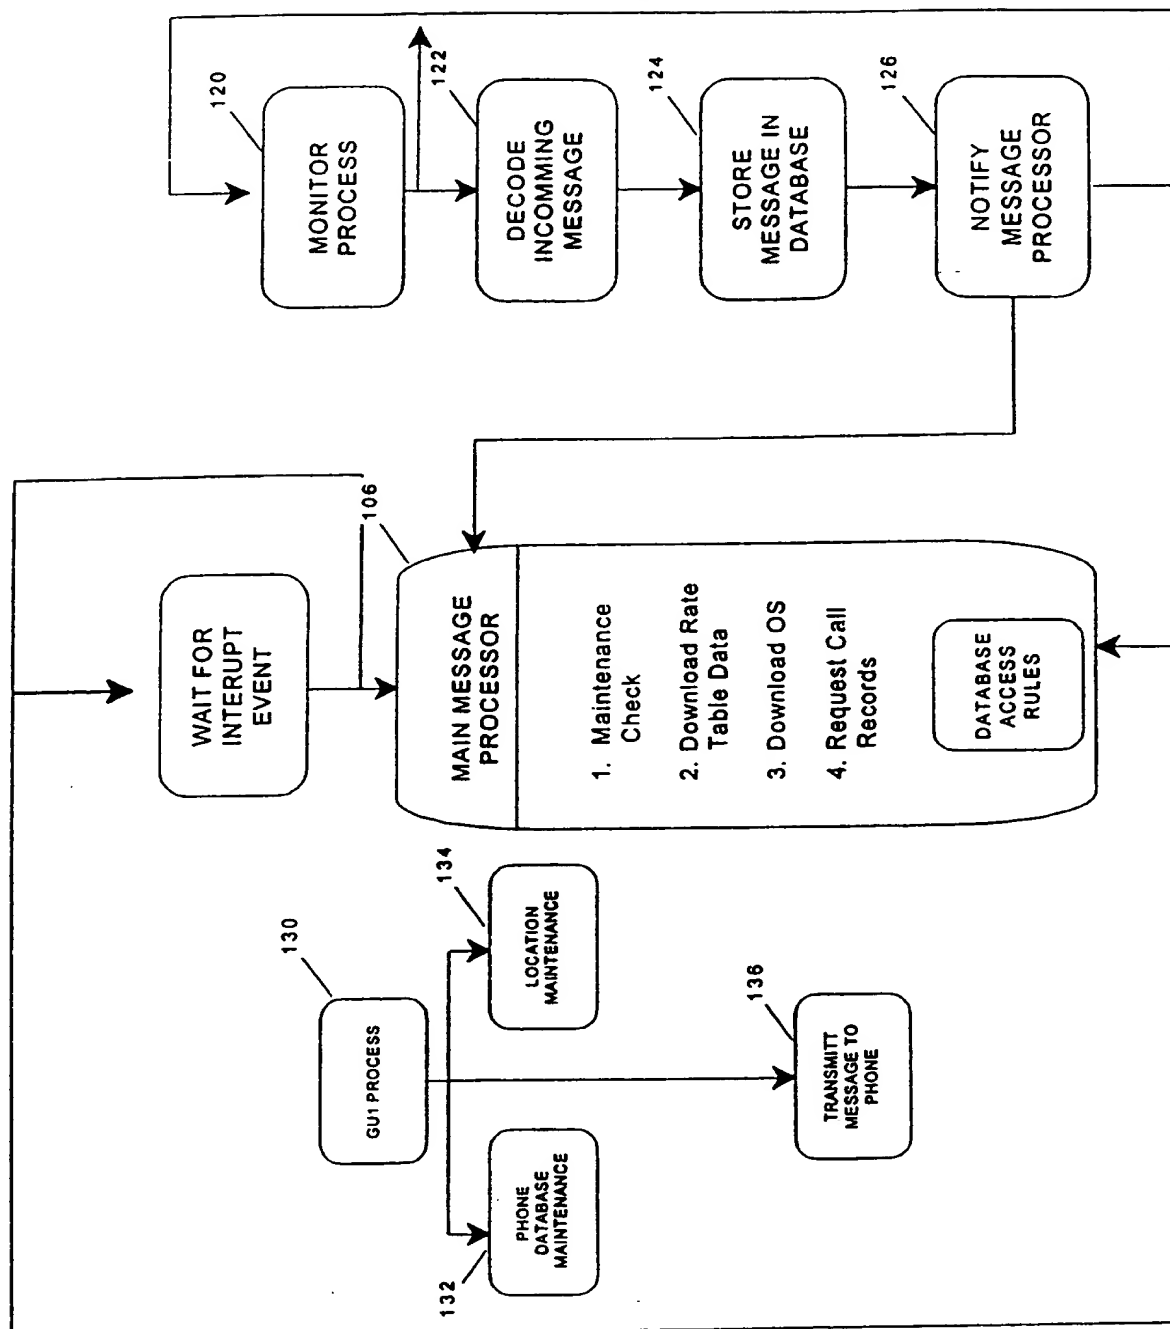 120
MONITOR
PROCESS
122
DECODE
INCOMMING
MESSAGE
124
STORE
MESSAGE IN
DATABASE
126
NOTIFY
MESSAGE
PROCESSOR
WAIT FOR
INTERUPT
EVENT
106
MAIN MESSAGE
PROCESSOR
1. Maintenance
Check
2. Download Rate
Table Data
3. Download OS
4. Request Call
Records
DATABASE
ACCESS
RULES
130
GU1 PROCESS
134
LOCATION
MAINTENANCE
132
PHONE
DATABASE
MAINTENANCE
136
TRANSMITT
MESSAGE TO
PHONE